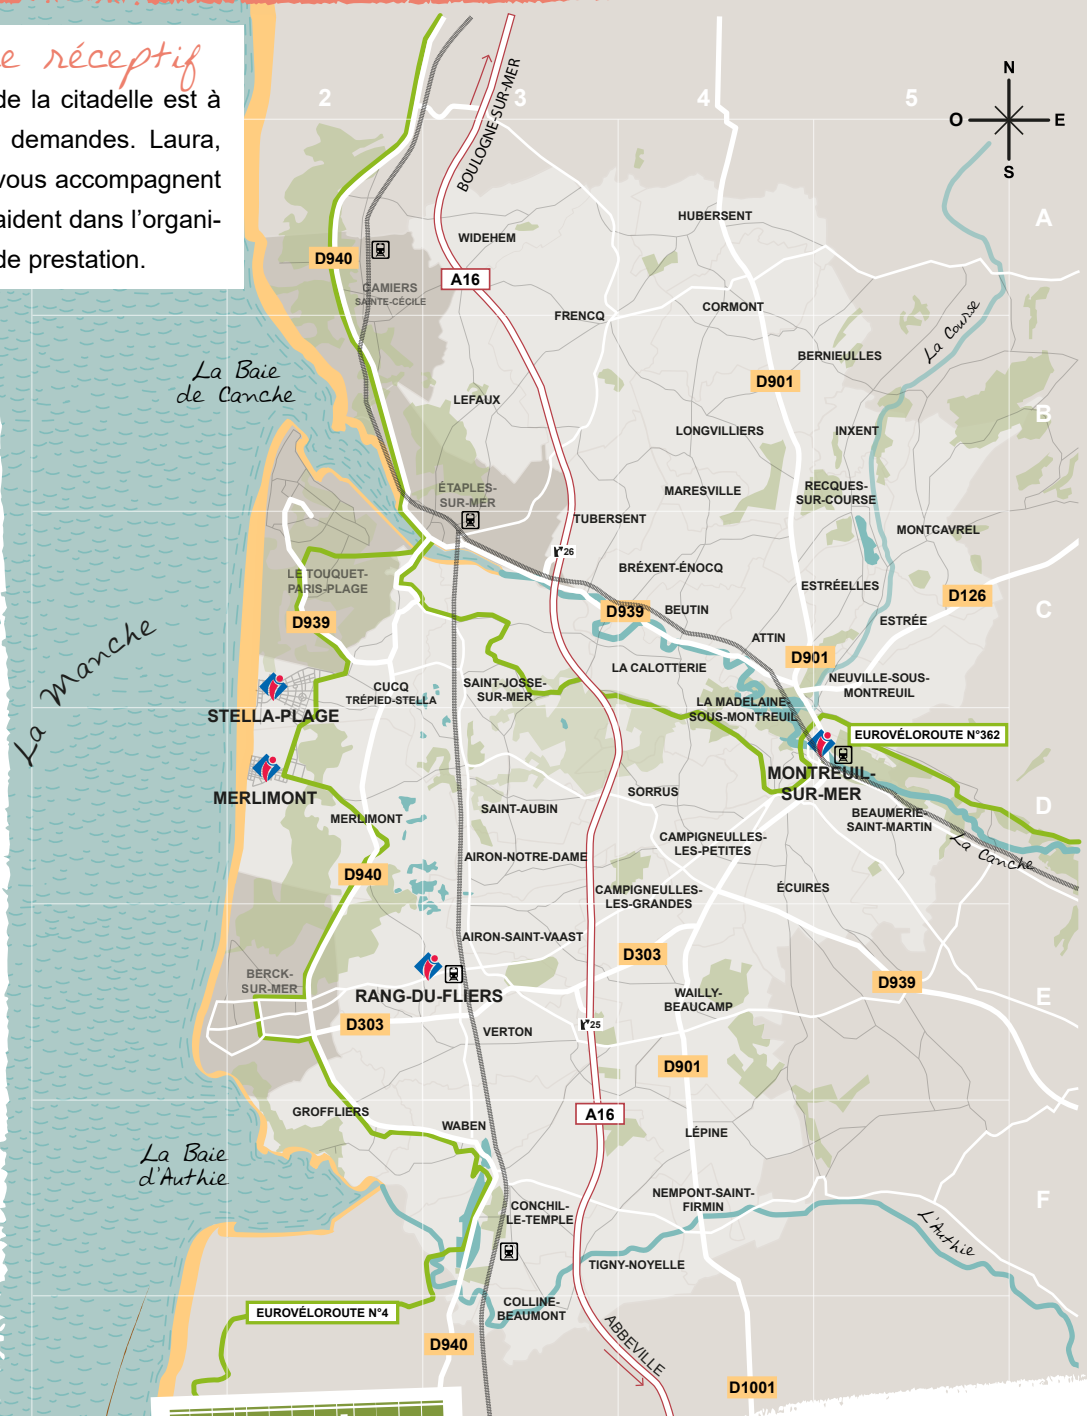 e réceptif
de la citadelle est à
demandes. Laura,
vous accompagnent
aident dans l'organi-
de prestation.
2
3
4
5
N
O
E
S
A
B
C
D
E
F
BOULOGNE-SUR-MER
HUBERSENT
WIDEHEM
D940
A16
CAMIERS
SAINTE-CÉCILE
FRENCQ
CORMONT
La Course
BERNIEULLES
La Baie
de Canche
D901
LEFAUX
LONGVILLIERS
INXENT
ÉTAPLES-
SUR-MER
MARESVILLE
RECQUES-
SUR-COURSE
TUBERSENT
MONTCAVREL
26
BRÉXENT-ÉNOCQ
LE TOUQUET-
PARIS-PLAGE
ESTRÉELLES
D126
D939
D939
BEUTIN
ESTRÉE
ATTIN
D901
La Manche
LA CALOTTERIE
NEUVILLE-SOUS-
MONTREUIL
CUCQ
TRÉPIED-STELLA
SAINT-JOSSE-
SUR-MER
LA MADELAINE-
SOUS-MONTREUIL
STELLA-PLAGE
EUROVÉLOROUTE N°362
MONTREUIL-
SUR-MER
MERLIMONT
SORRUS
SAINT-AUBIN
MERLIMONT
BEAUMERIE-
SAINT-MARTIN
La Canche
CAMPIGNEULLES-
LES-PETITES
AIRON-NOTRE-DAME
D940
CAMPIGNEULLES-
LES-GRANDES
ÉCUIRES
AIRON-SAINT-VAAST
D303
BERCK-
SUR-MER
D939
RANG-DU-FLIERS
WAILLY-
BEAUCAMP
D303
25
VERTON
D901
GROFFLIERS
A16
WABEN
LÉPINE
La Baie
d'Authie
NEMPONT-SAINT-
FIRMIN
CONCHIL-
LE-TEMPLE
L'Authie
TIGNY-NOYELLE
EUROVÉLOROUTE N°4
COLLINE-
BEAUMONT
D940
ABBEVILLE
D1001